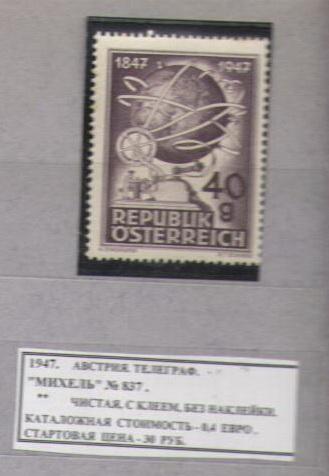 1847 1947
40
g
REPUBLIK
ÖSTERREICH
1947. АВСТРИЯ. ТЕЛЕГРАФ.
"МИХЕЛЬ" № 837.
** ЧИСТАЯ, С КЛЕЕМ, БЕЗ НАКЛЕЙКИ.
КАТАЛОЖНАЯ СТОИМОСТЬ - 0,4 ЕВРО.
СТАРТОВАЯ ЦЕНА - 30 РУБ.